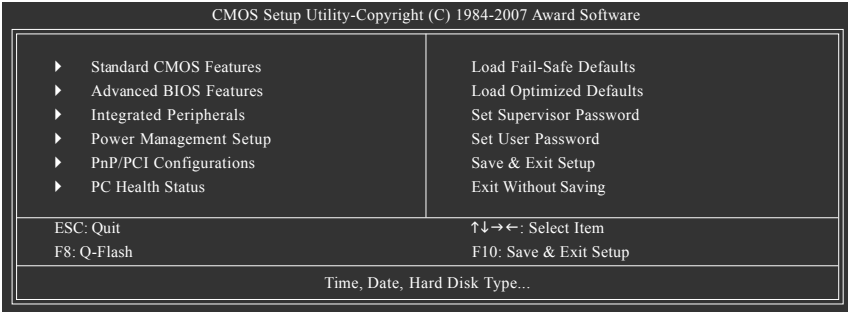 CMOS Setup Utility-Copyright (C) 1984-2007 Award Software
Standard CMOS Features
Advanced BIOS Features
Integrated Peripherals
Power Management Setup
PnP/PCI Configurations
PC Health Status
Load Fail-Safe Defaults
Load Optimized Defaults
Set Supervisor Password
Set User Password
Save & Exit Setup
Exit Without Saving
ESC: Quit
F8: Q-Flash
↑↓→←: Select Item
F10: Save & Exit Setup
Time, Date, Hard Disk Type...